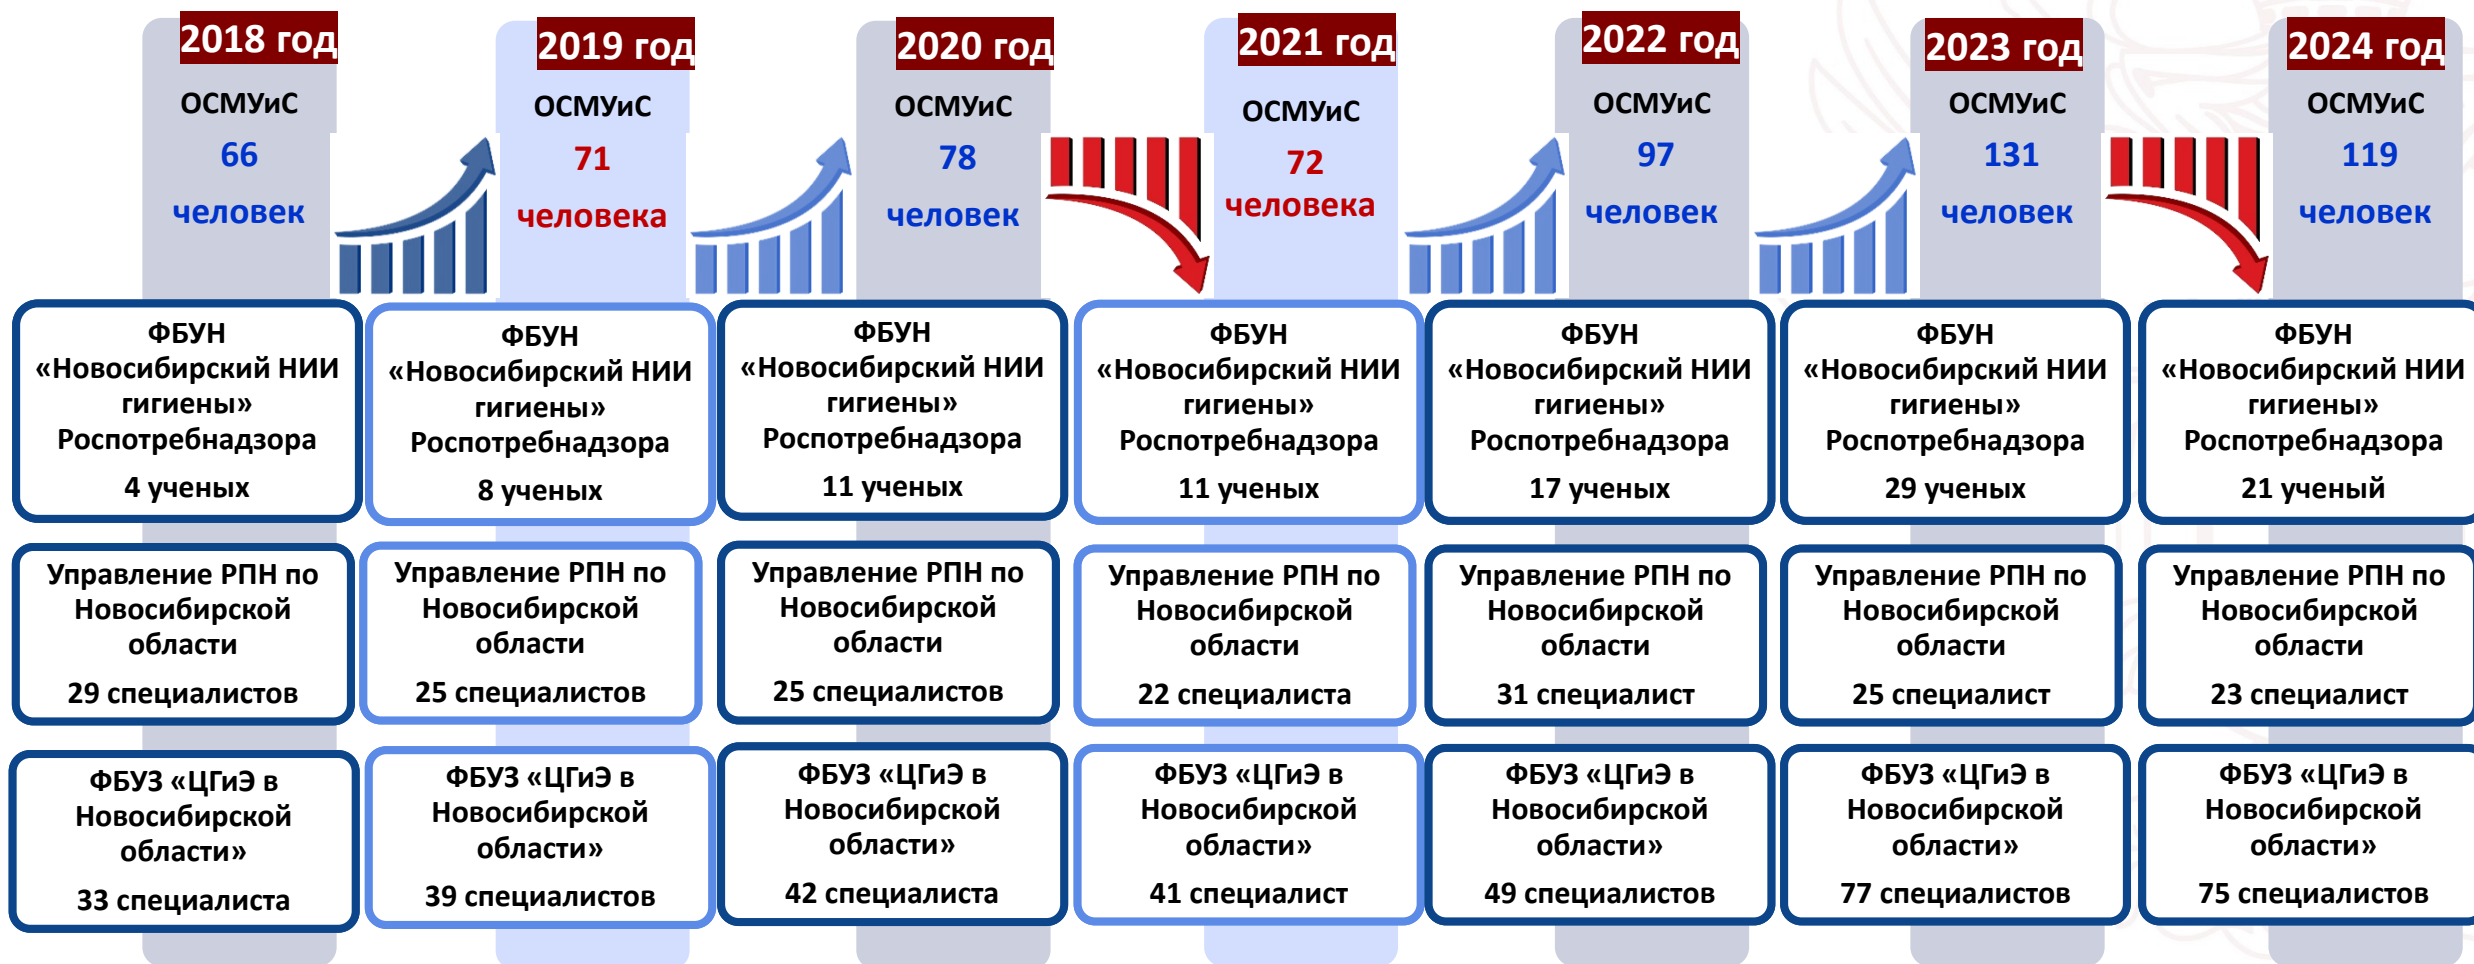 2018 год
ОСМУиС
66
человек
ФБУН
«Новосибирский НИИ
гигиены»
Роспотребнадзора
4 ученых
Управление РПН по
Новосибирской
области
29 специалистов
ФБУЗ «ЦГиЭ в
Новосибирской
области»
33 специалиста
2019 год
ОСМУиС
71
человека
ФБУН
«Новосибирский НИИ
гигиены»
Роспотребнадзора
8 ученых
Управление РПН по
Новосибирской
области
25 специалистов
ФБУЗ «ЦГиЭ в
Новосибирской
области»
39 специалистов
2020 год
ОСМУиС
78
человек
ФБУН
«Новосибирский НИИ
гигиены»
Роспотребнадзора
11 ученых
Управление РПН по
Новосибирской
области
25 специалистов
ФБУЗ «ЦГиЭ в
Новосибирской
области»
42 специалиста
2021 год
ОСМУиС
72
человека
ФБУН
«Новосибирский НИИ
гигиены»
Роспотребнадзора
11 ученых
Управление РПН по
Новосибирской
области
22 специалиста
ФБУЗ «ЦГиЭ в
Новосибирской
области»
41 специалист
2022 год
ОСМУиС
97
человек
ФБУН
«Новосибирский НИИ
гигиены»
Роспотребнадзора
17 ученых
Управление РПН по
Новосибирской
области
31 специалист
ФБУЗ «ЦГиЭ в
Новосибирской
области»
49 специалистов
2023 год
ОСМУиС
131
человек
ФБУН
«Новосибирский НИИ
гигиены»
Роспотребнадзора
29 ученых
Управление РПН по
Новосибирской
области
25 специалист
ФБУЗ «ЦГиЭ в
Новосибирской
области»
77 специалистов
2024 год
ОСМУиС
119
человек
ФБУН
«Новосибирский НИИ
гигиены»
Роспотребнадзора
21 ученый
Управление РПН по
Новосибирской
области
23 специалист
ФБУЗ «ЦГиЭ в
Новосибирской
области»
75 специалистов